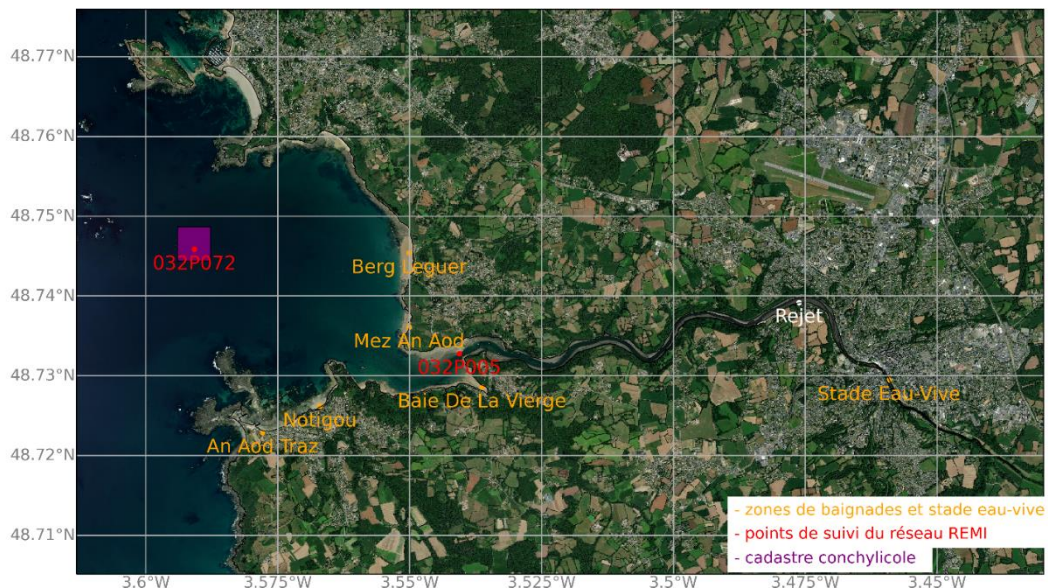 48.77°N
48.76°N
48.75°N
032P072
Berg Leguer
48.74°N
Rejet
Mez An Aod
032P005
48.73°N
Stade Eau-Vive
Baie De La Vierge
Notigou
An Aod Traz
48.72°N
- zones de baignades et stade eau-vive
48.71°N
- points de suivi du réseau REMI
- cadastre conchylicole
3.6°W 3.575°W 3.55°W 3.525°W 3.5°W 3.475°W 3.45°W